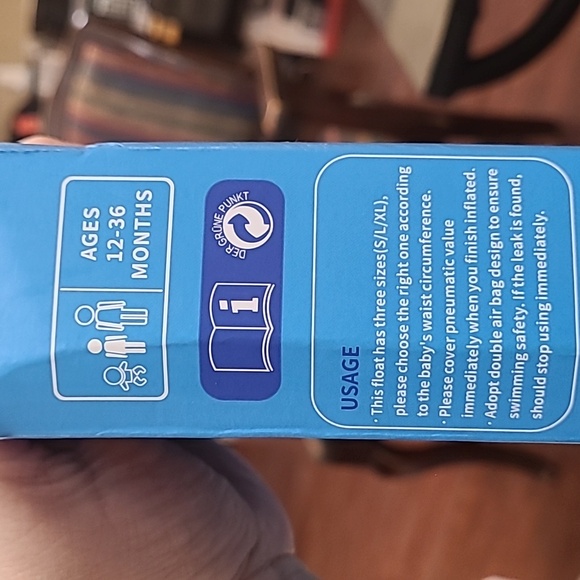 AGES
12-36
MONTHS
DER GRÜNE PUNKT
i
USAGE
· This float has three sizes(S/L/XL),
please choose the right one according
to the baby's waist circumference.
· Please cover pneumatic value
immediately when you finish inflated.
· Adopt double air bag design to ensure
swimming safety. If the leak is found,
should stop using immediately.